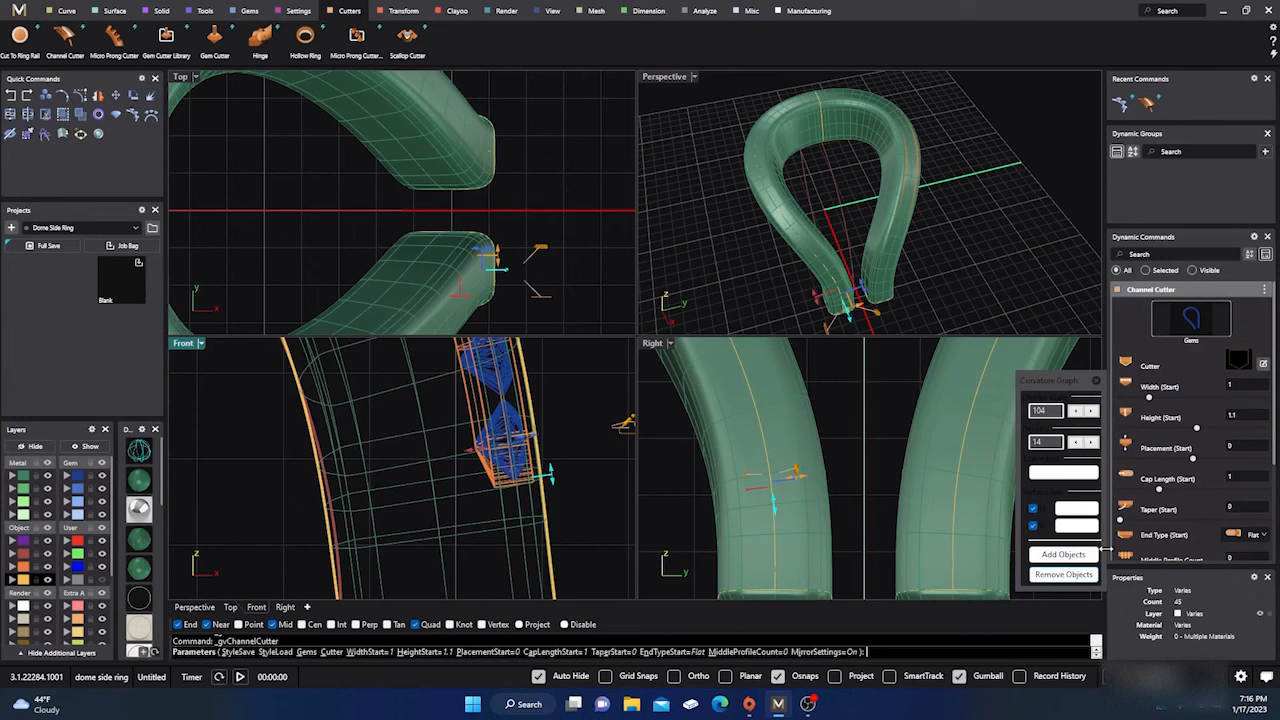 Curve Surface Solid Tools Gems Settings Cutters Transform Clayoo Render View Mesh Dimension Analyze Misc Manufacturing Search
Cut To Ring Rail Channel Cutter Micro Prong Cutter Gem Cutter Library Gem Cutter Hinge Hollow Ring Micro Prong Cutter... Scallop Cutter
Quick Commands
Projects
Dome Side Ring
Full Save Job Bag
Blank
Layers
D...
Hide Show
Metal Gem
Object User
Render Extra A
Hide Additional Layers
Top
y
x
Perspective
z
y
x
Front
z
x
Right
z
y
Curvature Graph
104
14
Add Objects
Remove Objects
Perspective Top Front Right
End Near Point Mid Cen Int Perp Tan Quad Knot Vertex Project Disable
Command: _gvChannelCutter
Parameters ( StyleSave StyleLoad Gems Cutter WidthStart=1 HeightStart=1.1 PlacementStart=0 CapLengthStart=1 TaperStart=0 EndTypeStart=Flat MiddleProfileCount=0 MirrorSettings=On ):
Recent Commands
Dynamic Groups
Search
Dynamic Commands
Search
All Selected Visible
Channel Cutter
Gems
Cutter
Width (Start) 1
Height (Start) 1.1
Placement (Start) 0
Cap Length (Start) 1
Taper (Start) 0
End Type (Start) Flat
Middle Profile Count 0
Properties
Type Varies
Count 45
Layer Varies
Material Varies
Weight 0 - Multiple Materials
3.1.22284.1001 dome side ring Untitled Timer 00:00:00 Auto Hide Grid Snaps Ortho Planar Osnaps Project SmartTrack Gumball Record History
44°F
Cloudy
Search
7:16 PM
1/17/2023